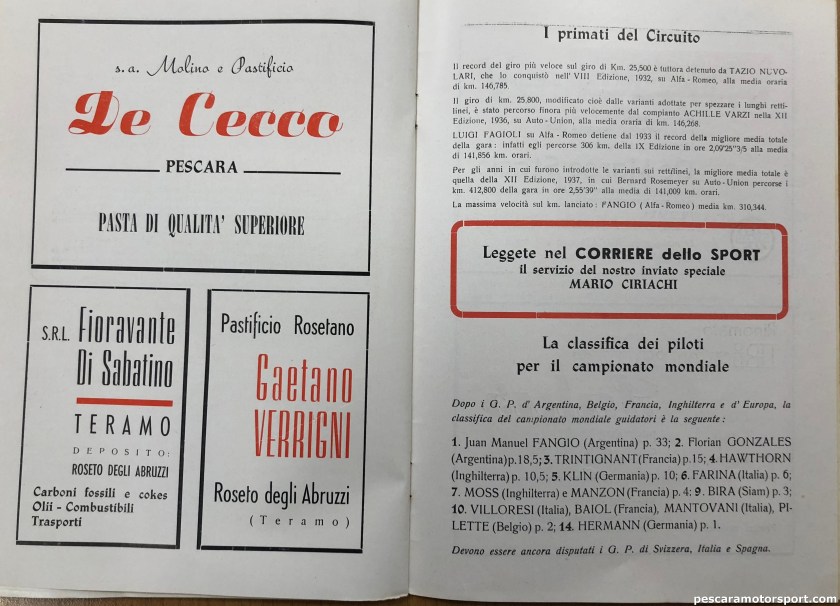 s.a. Molino e Pastificio
De Cecco
PESCARA
PASTA DI QUALITA' SUPERIORE
S.R.L. Fioravante
Di Sabatino
TERAMO
DEPOSITO:
ROSETO DEGLI ABRUZZI
Carboni fossili e cokes
Olii - Combustibili
Trasporti
Pastificio Rosetano
Gaetano
VERRIGNI
Roseto degli Abruzzi
(Teramo)
I primati del Circuito
Il record del giro più veloce sul giro di Km. 25,500 è tuttora detenuto da TAZIO NUVO-
LARI, che lo conquistò nell'VIII Edizione, 1932, su Alfa-Romeo, alla media oraria
di km. 146,785.
Il giro di km. 25.800, modificato cioè dalle varianti adottate per spezzare i lunghi retti-
linei, è stato percorso finora più velocemente dal compianto ACHILLE VARZI nella XII
Edizione, 1936, su Auto-Union, alla media oraria di km. 146,268.
LUIGI FAGIOLI su Alfa-Romeo detiene dal 1933 il record della migliore media totale
della gara: infatti egli percorse 306 km. della IX Edizione in ore 2,09'25"3/5 alla media
di 141,856 km. orari.
Per gli anni in cui furono introdotte le varianti sui rettilinei, la migliore media totale è
quella della XII Edizione, 1937, in cui Bernard Rosemeyer su Auto-Union percorse i
km. 412,800 della gara in ore 2,55'39" alla media di 141,009 km. orari.
La massima velocità sul km. lanciato: FANGIO (Alfa-Romeo) media km. 310,344.
Leggete nel CORRIERE dello SPORT
il servizio del nostro inviato speciale
MARIO CIRIACHI
La classifica dei piloti
per il campionato mondiale
Dopo i G. P. d'Argentina, Belgio, Francia, Inghilterra e d'Europa, la
classifica del campionato mondiale guidatori è la seguente:
1. Juan Manuel FANGIO (Argentina) p. 33; 2. Florian GONZALES
(Argentina)p.18,5; 3. TRINTIGNANT (Francia) p.15; 4. HAWTHORN
(Inghilterra) p. 10,5; 5. KLIN (Germania) p. 10; 6. FARINA (Italia) p. 6;
7. MOSS (Inghilterra) e MANZON (Francia) p. 4; 9. BIRA (Siam) p. 3;
10. VILLORESI (Italia), BAIOL (Francia), MANTOVANI (Italia), PI-
LETTE (Belgio) p. 2; 14. HERMANN (Germania) p. 1.
Devono essere ancora disputati i G. P. di Svizzera, Italia e Spagna.
pescaramotorsport.com